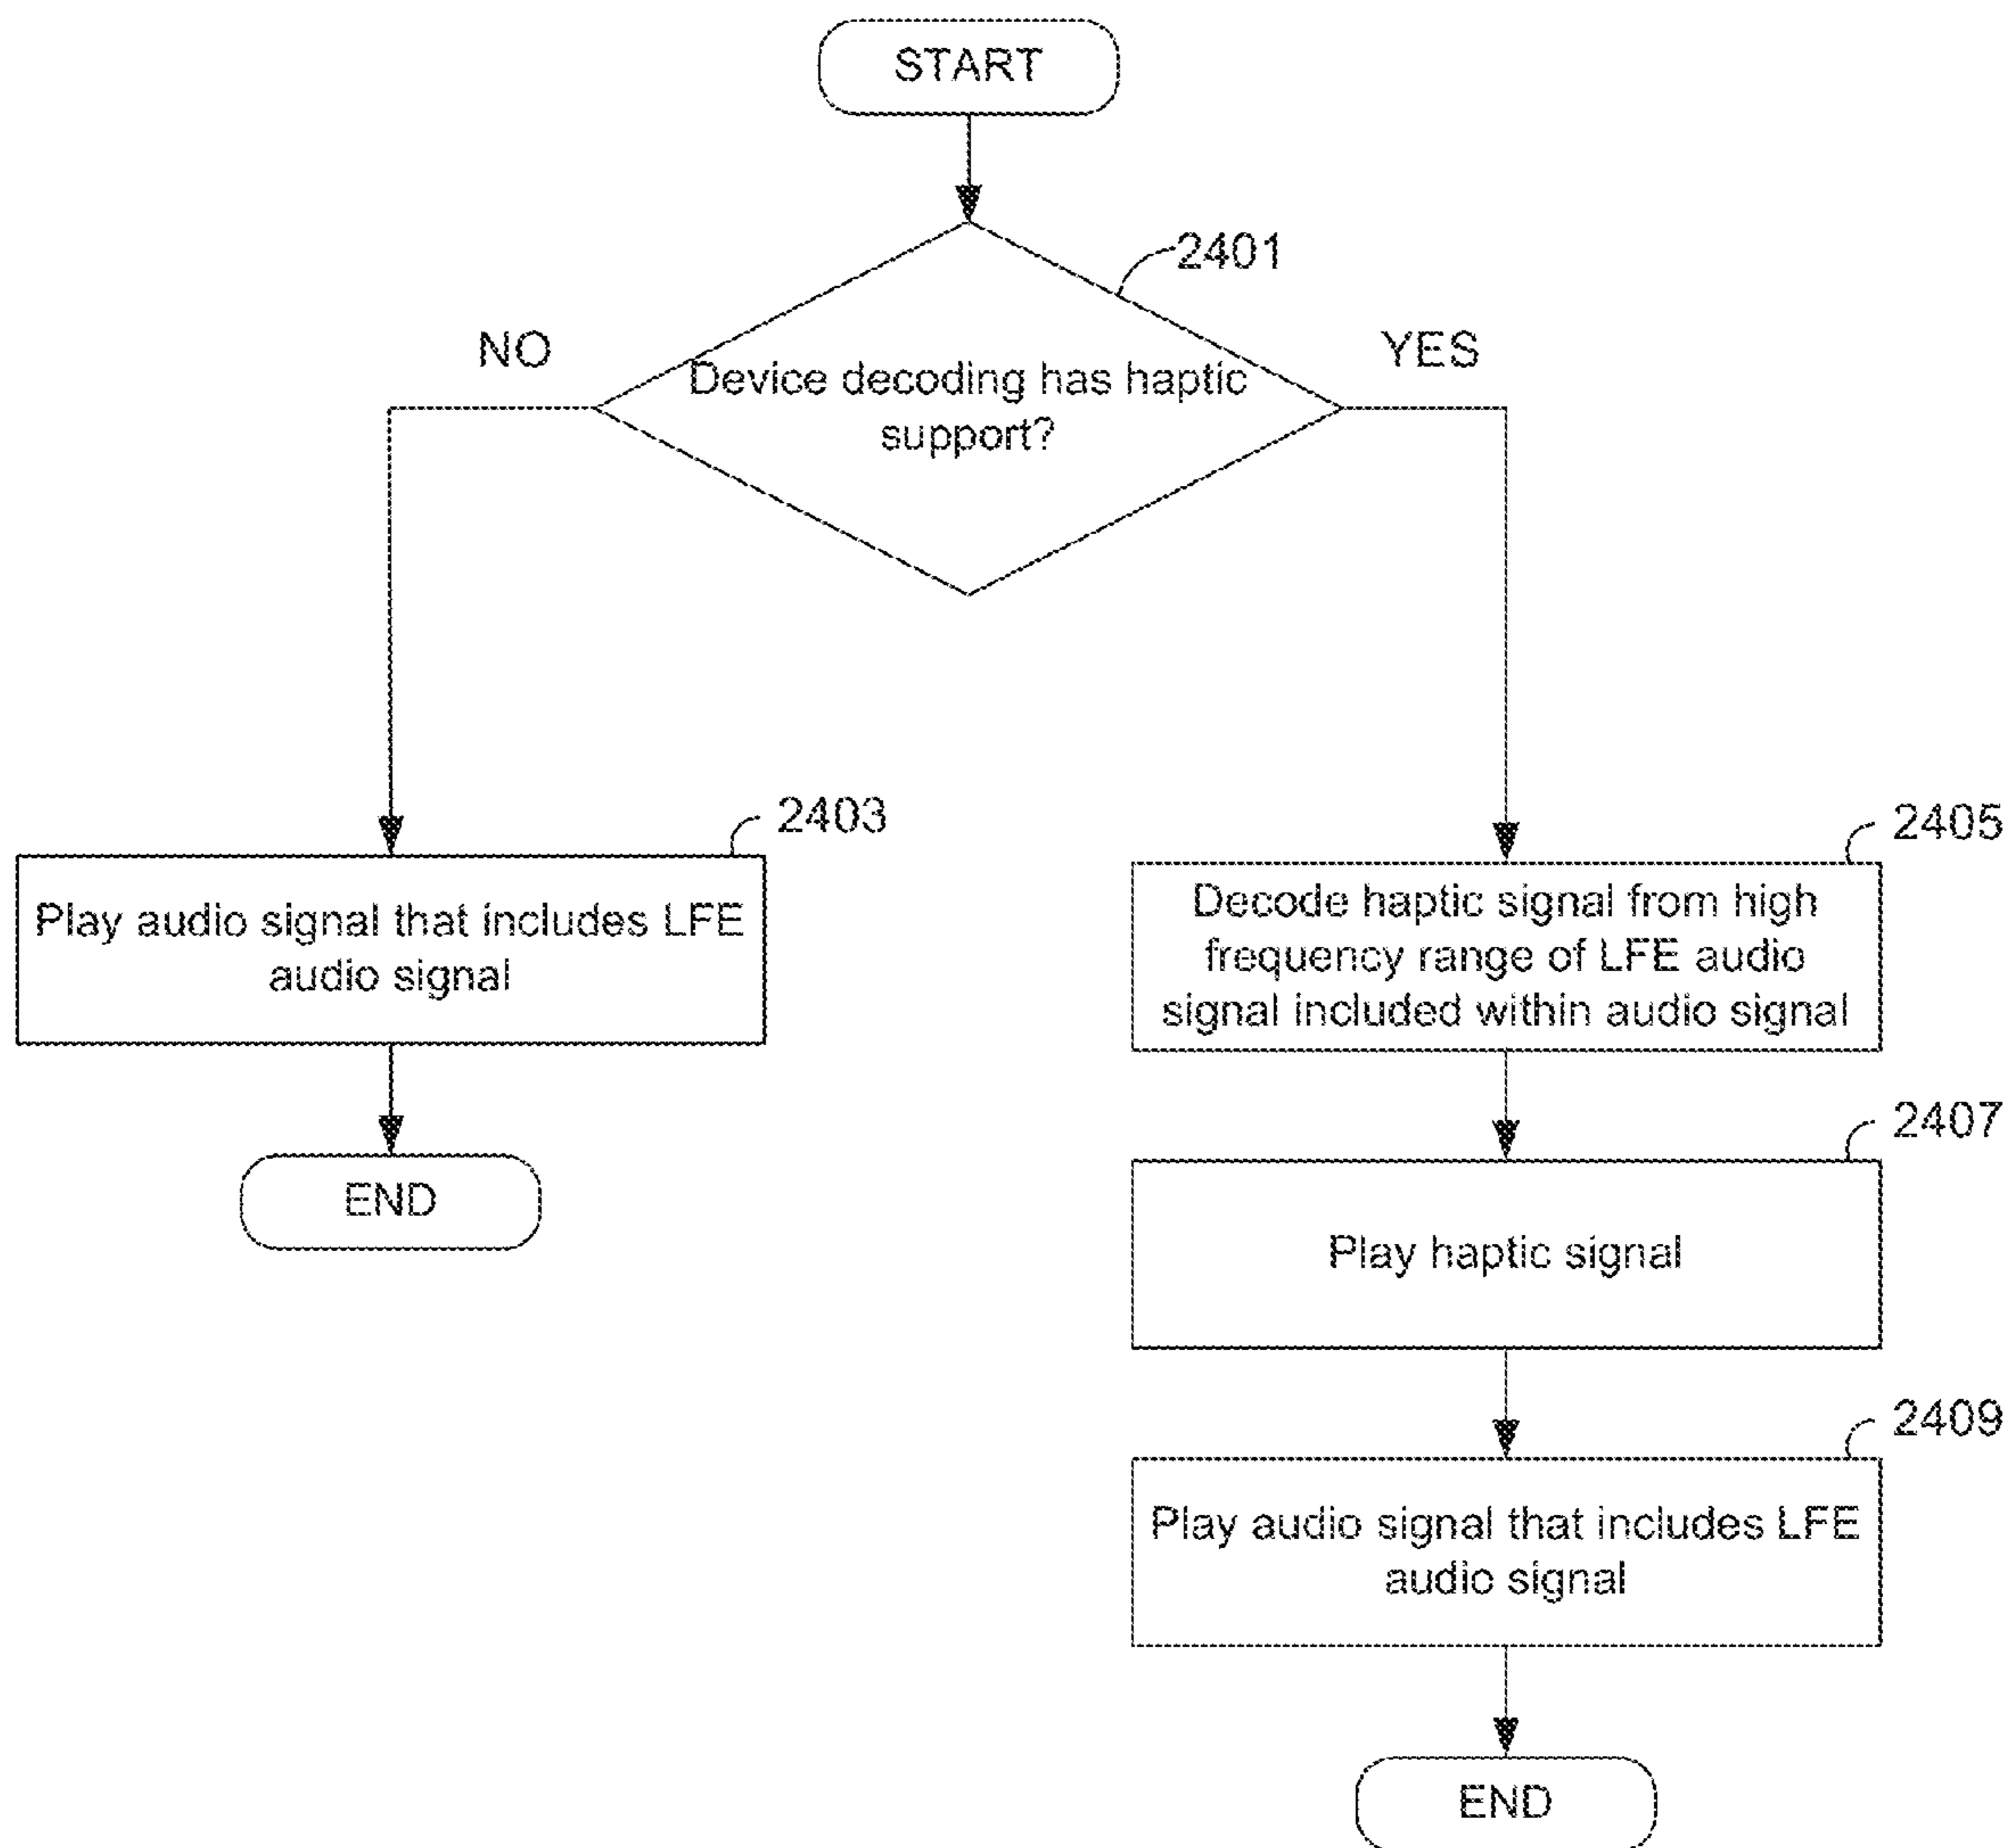 START
2401
NO
YES
Device decoding has haptic
support?
2403
Play audio signal that includes LFE
audio signal
END
2405
Decode haptic signal from high
frequency range of LFE audio
signal included within audio signal
2407
Play haptic signal
2409
Play audio signal that includes LFE
audio signal
END